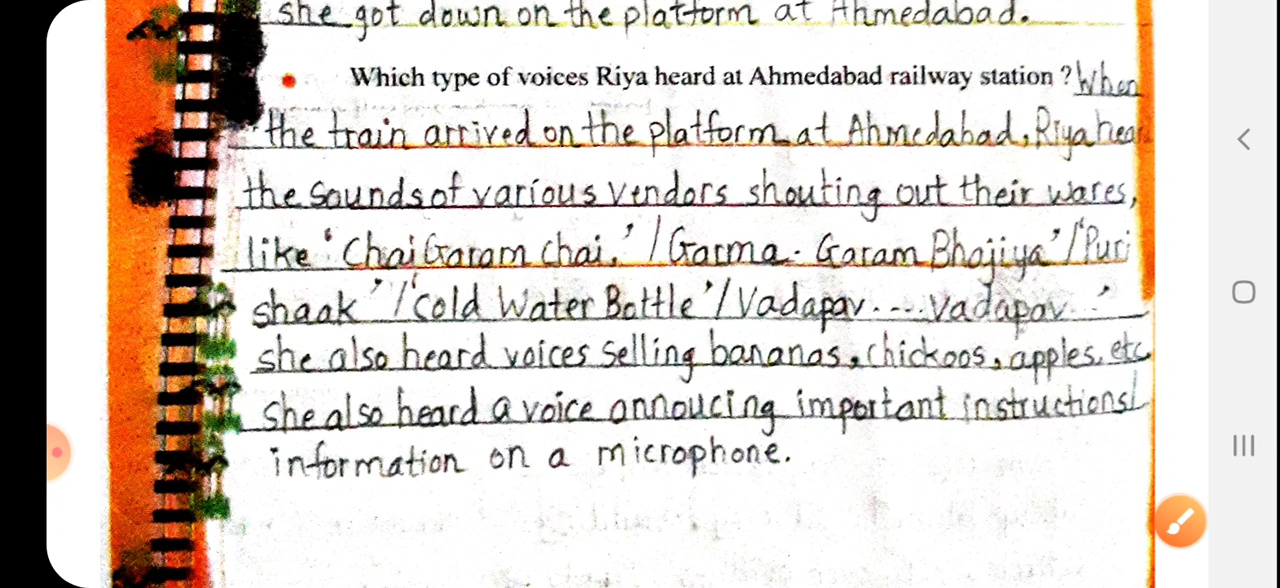 she got down on the platform at Ahmedabad.
Which type of voices Riya heard at Ahmedabad railway station ? When
the train arrived on the platform at Ahmedabad, Riya hear
the sounds of various vendors shouting out their wares,
like 'Chai Garam chai.' / Garma - Garam Bhajiya' / 'Puri
shaak' / 'cold Water Bottle' / Vadapav.....vadapav.'
she also heard voices selling bananas, chickoos, apples, etc
she also heard a voice annoucing important instructions/
information on a microphone.